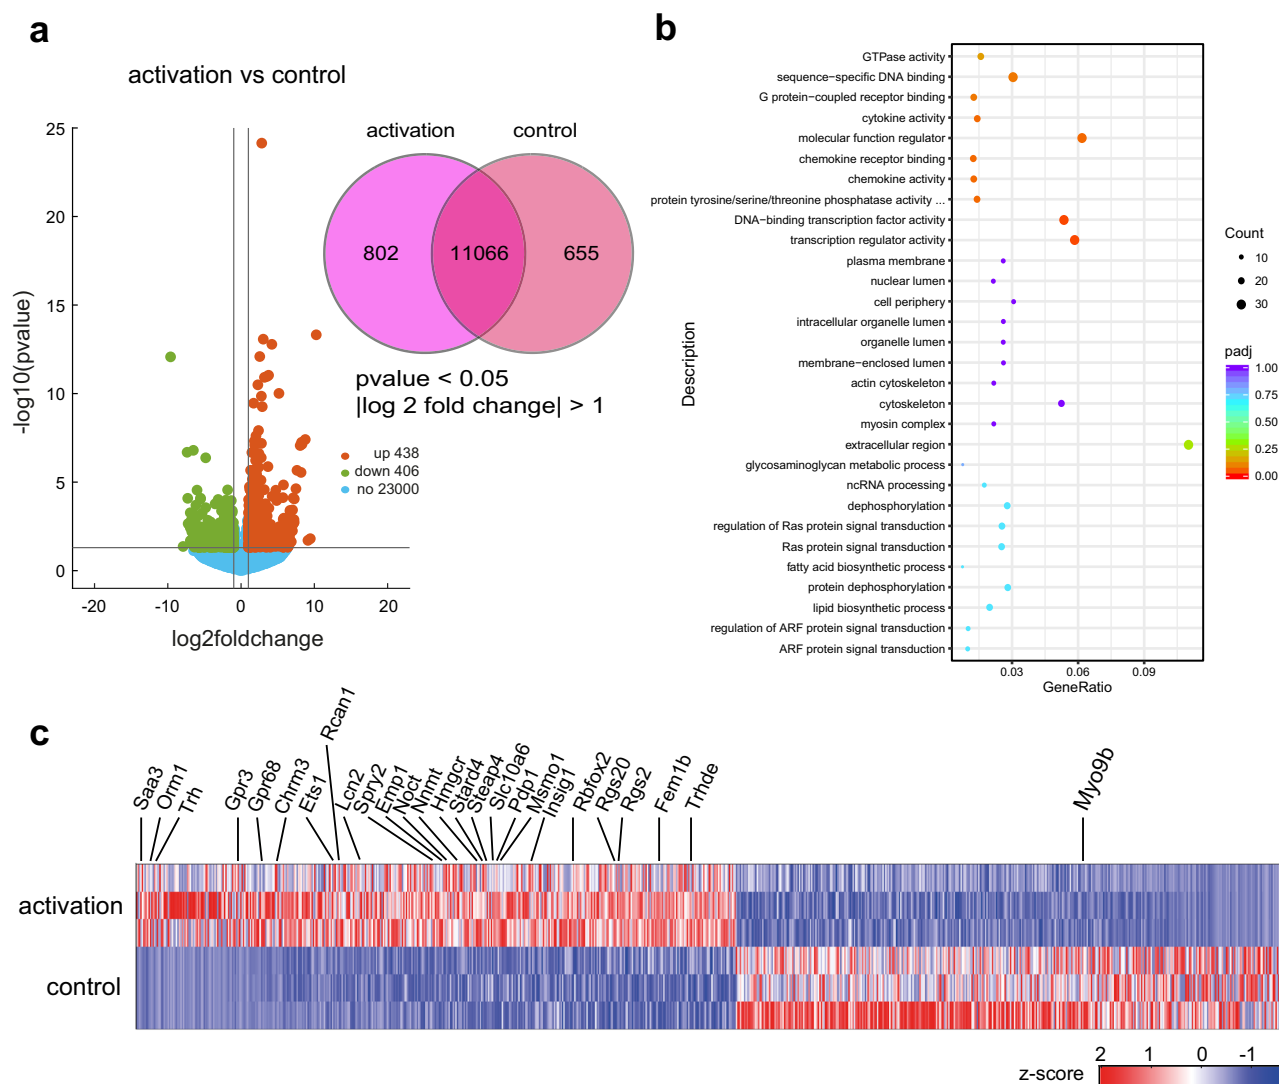 a
activation vs control
activation
control
802
11066
655
pvalue < 0.05
|log 2 fold change| > 1
up 438
down 406
no 23000
25
20
15
10
5
0
-log10(pvalue)
-20
-10
0
10
20
log2foldchange
b
Description
GTPase activity
sequence−specific DNA binding
G protein−coupled receptor binding
cytokine activity
molecular function regulator
chemokine receptor binding
chemokine activity
protein tyrosine/serine/threonine phosphatase activity ...
DNA−binding transcription factor activity
transcription regulator activity
plasma membrane
nuclear lumen
cell periphery
intracellular organelle lumen
organelle lumen
membrane−enclosed lumen
actin cytoskeleton
cytoskeleton
myosin complex
extracellular region
glycosaminoglycan metabolic process
ncRNA processing
dephosphorylation
regulation of Ras protein signal transduction
Ras protein signal transduction
fatty acid biosynthetic process
protein dephosphorylation
lipid biosynthetic process
regulation of ARF protein signal transduction
ARF protein signal transduction
0.03
0.06
0.09
GeneRatio
Count
10
20
30
padj
1.00
0.75
0.50
0.25
0.00
c
Saa3
Orm1
Trh
Gpr3
Gpr68
Chrm3
Ets1
Rcan1
Lcn2
Spry2
Emp1
Noct
Nnmt
Hmgcr
Stard4
Steap4
Slc10a6
Pdp1
Msmo1
Insig1
Rbfox2
Rgs20
Rgs2
Fem1b
Trhde
Myo9b
activation
control
z-score
2
1
0
-1